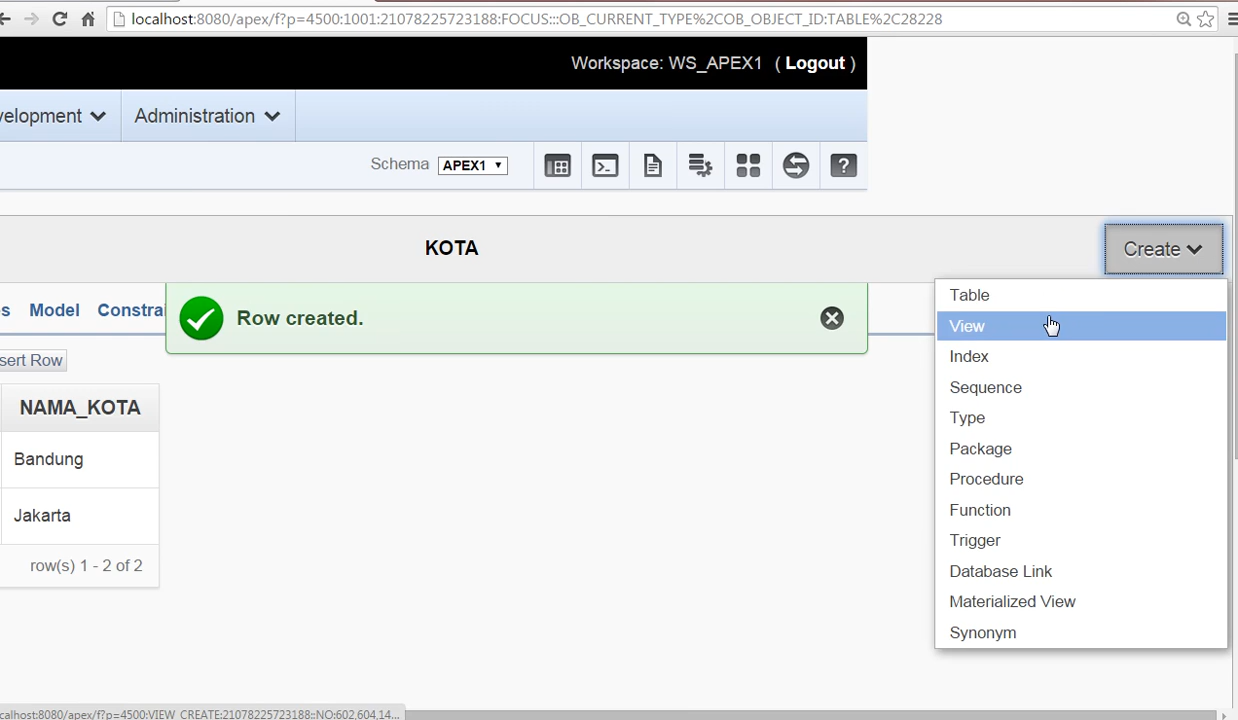 localhost:8080/apex/f?p=4500:1001:21078225723188:FOCUS:::OB_CURRENT_TYPE%2COB_OBJECT_ID:TABLE%2C28228
Workspace: WS_APEX1 ( Logout )
velopment Administration
Schema APEX1
KOTA
Create
s Model Constrai
Row created.
sert Row
NAMA_KOTA
Bandung
Jakarta
row(s) 1 - 2 of 2
Table
View
Index
Sequence
Type
Package
Procedure
Function
Trigger
Database Link
Materialized View
Synonym
calhost:8080/apex/f?p=4500:VIEW_CREATE:21078225723188::NO:602,604,14...